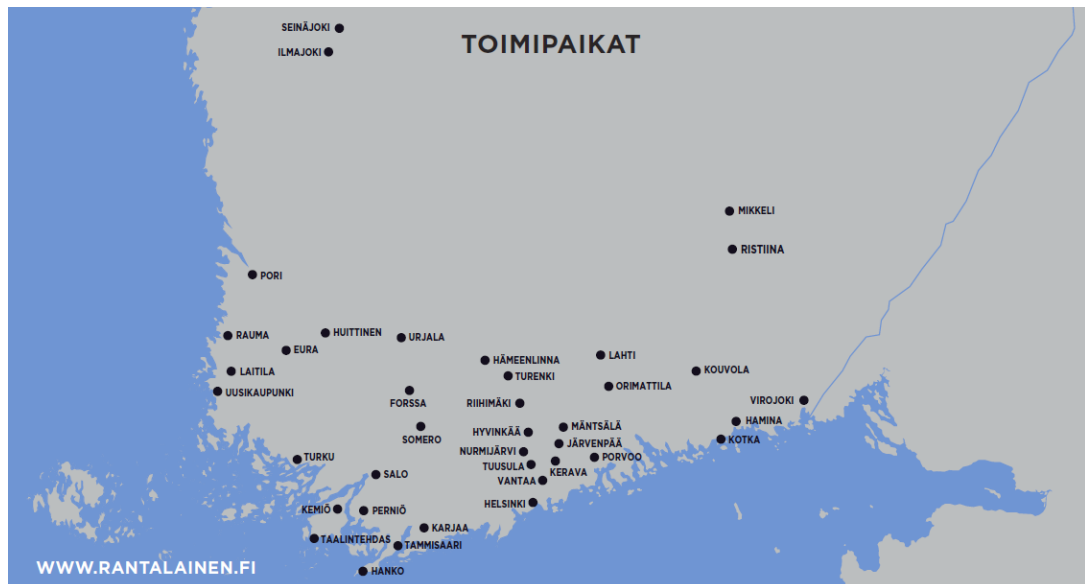 SEINÄJOKI
TOIMIPAIKAT
ILMAJOKI
MIKKELI
RISTIINA
PORI
RAUMA
HUITTINEN
URJALA
EURA
HÄMEENLINNA
LAHTI
LAITILA
TURENKI
KOUVOLA
UUSIKAUPUNKI
ORIMATTILA
FORSSA
RIIHIMÄKI
VIROJOKI
HAMINA
SOMERO
HYVINKÄÄ
MÄNTSÄLÄ
KOTKA
JÄRVENPÄÄ
NURMIJÄRVI
PORVOO
TURKU
TUUSULA
KERAVA
SALO
VANTAA
HELSINKI
KEMIÖ
PERNIÖ
KARJAA
TAALINTEHDAS
TAMMISAARI
WWW.RANTALAINEN.FI
HANKO